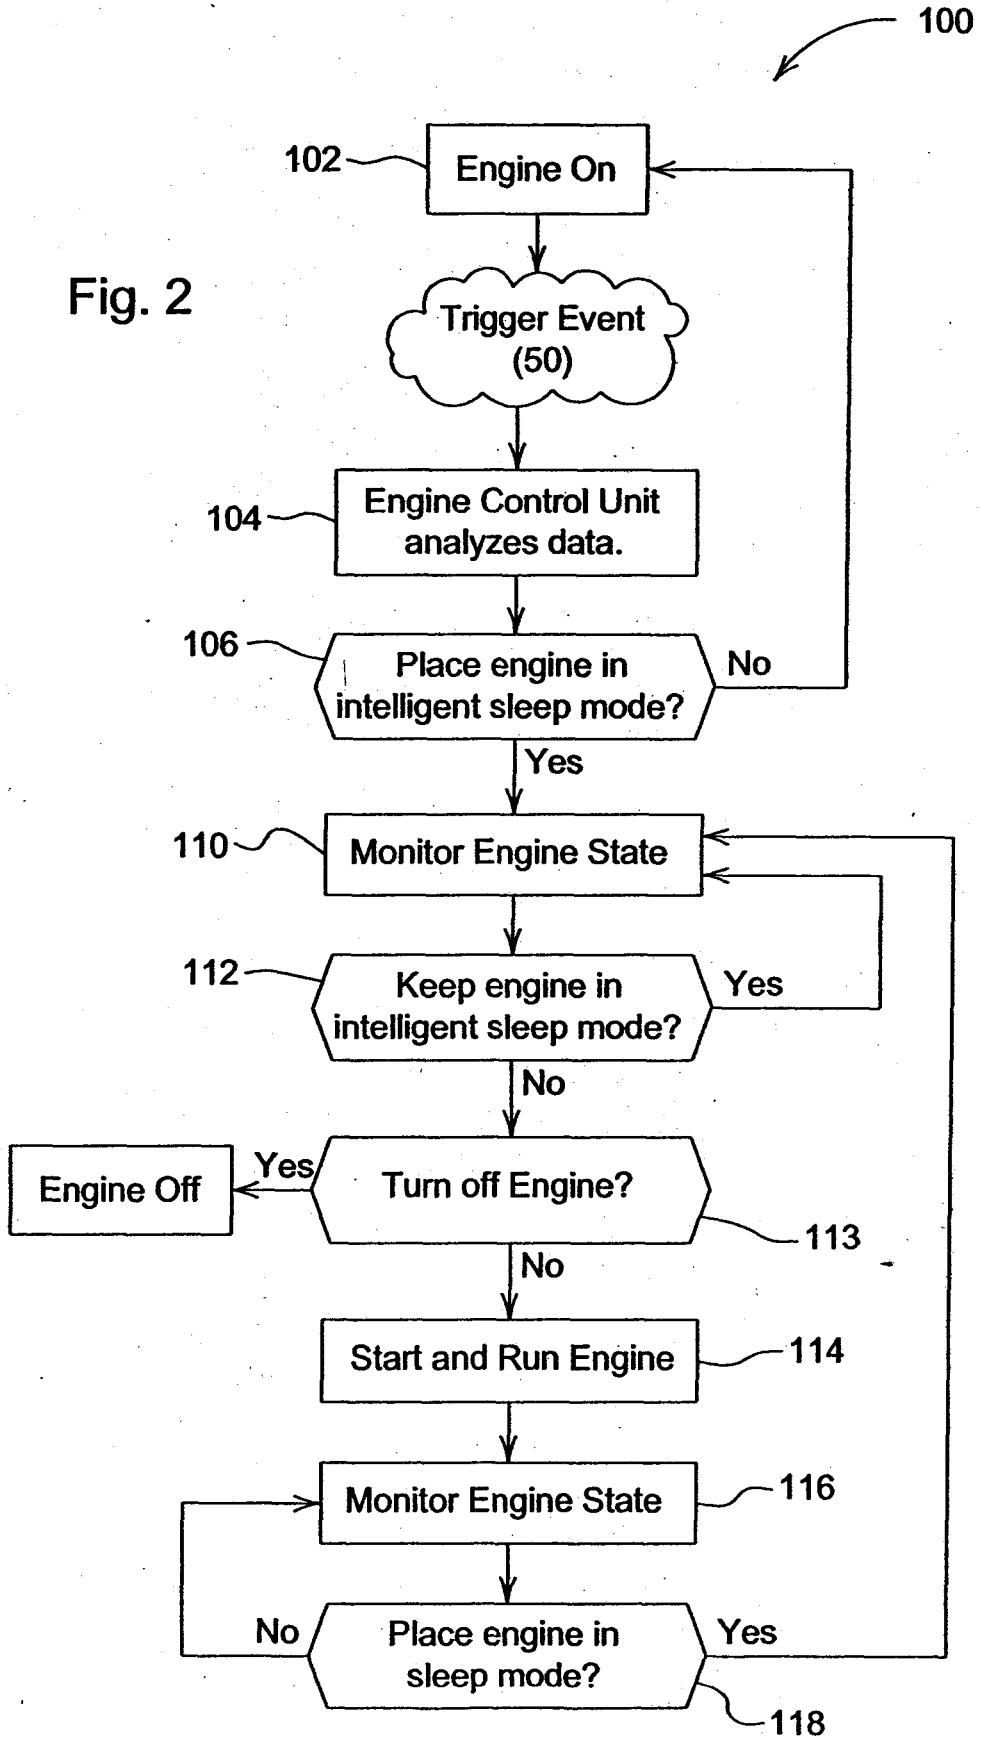 100
102
Engine On
Fig. 2
Trigger Event
(50)
104
Engine Control Unit
analyzes data.
106
Place engine in
intelligent sleep mode?
No
Yes
110
Monitor Engine State
112
Keep engine in
intelligent sleep mode?
Yes
No
Engine Off
Yes
Turn off Engine?
113
No
Start and Run Engine
114
Monitor Engine State
116
No
Place engine in
sleep mode?
Yes
118